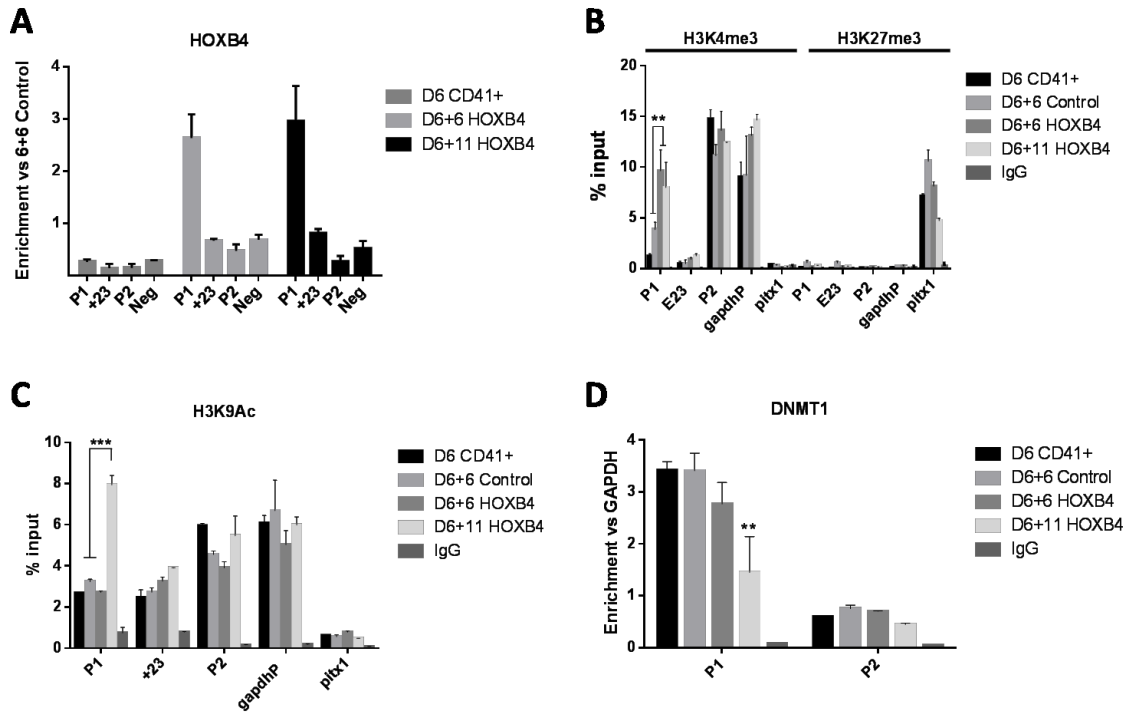 A
HOXB4
Enrichment vs 6+6 Control
4
3
2
1
P1 +23 P2 Neg P1 +23 P2 Neg P1 +23 P2 Neg
D6 CD41+
D6+6 HOXB4
D6+11 HOXB4
B
H3K4me3 H3K27me3
% input
20
15
10
5
0
**
P1 E23 P2 gapdhP pitx1 P1 E23 P2 gapdhP pitx1
D6 CD41+
D6+6 Control
D6+6 HOXB4
D6+11 HOXB4
IgG
C
H3K9Ac
% input
10
8
6
4
2
0
***
P1 +23 P2 gapdhP pitx1
D6 CD41+
D6+6 Control
D6+6 HOXB4
D6+11 HOXB4
IgG
D
DNMT1
Enrichment vs GAPDH
4
3
2
1
0
**
P1 P2
D6 CD41+
D6+6 Control
D6+6 HOXB4
D6+11 HOXB4
IgG